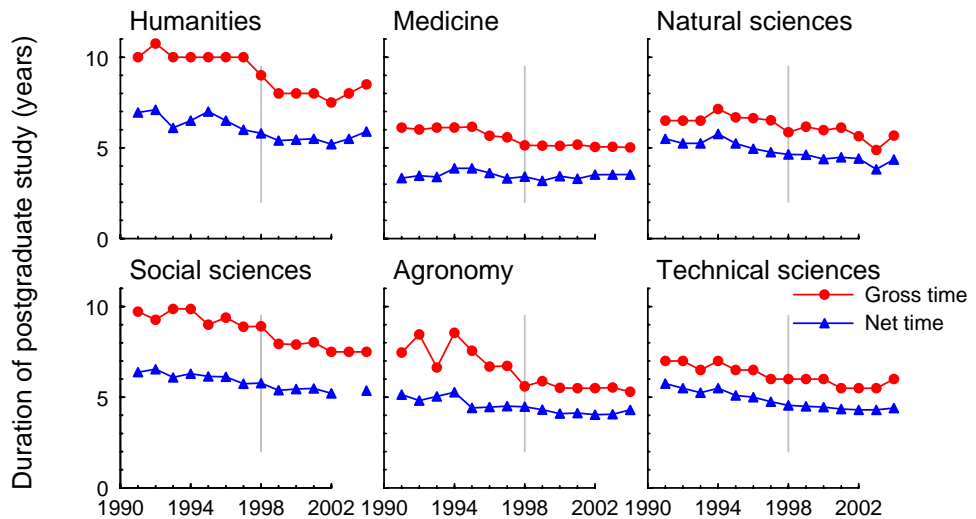 Duration of postgraduate study (years)
Humanities
Medicine
Natural sciences
10
5
0
Social sciences
Agronomy
Technical sciences
Gross time
Net time
10
5
0
1990 1994 1998 2002 1990 1994 1998 2002 1990 1994 1998 2002